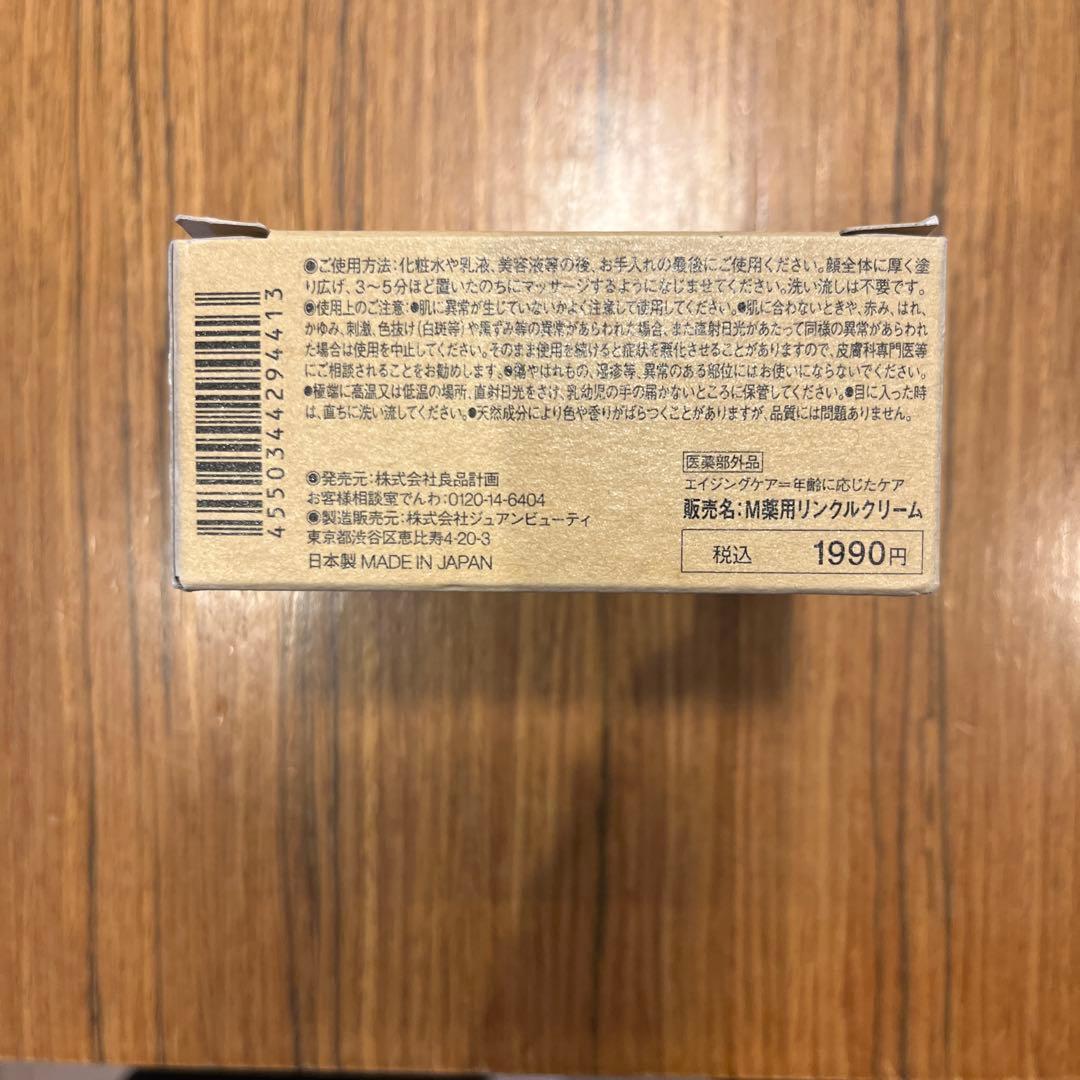 ●ご使用方法：化粧水や乳液、美容液等の後、お手入れの最後にご使用ください。顔全体に厚く塗
り広げ、3〜5分ほど置いたのちにマッサージするようになじませてください。洗い流しは不要です。
●使用上のご注意：●肌に異常が生じていないかよく注意して使用してください。●肌に合わないときや、赤み、はれ、
かゆみ、刺激、色抜け(白斑等)や黒ずみ等の異常があらわれた場合、また直射日光があたって同様の異常があらわれ
た場合は使用を中止してください。そのまま使用を続けると症状を悪化させることがありますので、皮膚科専門医等
にご相談されることをお勧めします。●傷やはれもの、湿疹等、異常のある部位にはお使いにならないでください。
●極端に高温又は低温の場所、直射日光をさけ、乳幼児の手の届かないところに保管してください。●目に入った時
は、直ちに洗い流してください。●天然成分により色や香りがばらつくことがありますが、品質には問題ありません。
4550344294413
●発売元：株式会社良品計画
お客様相談室でんわ：0120-14-6404
●製造販売元：株式会社ジュアンビューティ
東京都渋谷区恵比寿4-20-3
日本製 MADE IN JAPAN
医薬部外品
エイジングケア＝年齢に応じたケア
販売名：M薬用リンクルクリーム
税込 1990円